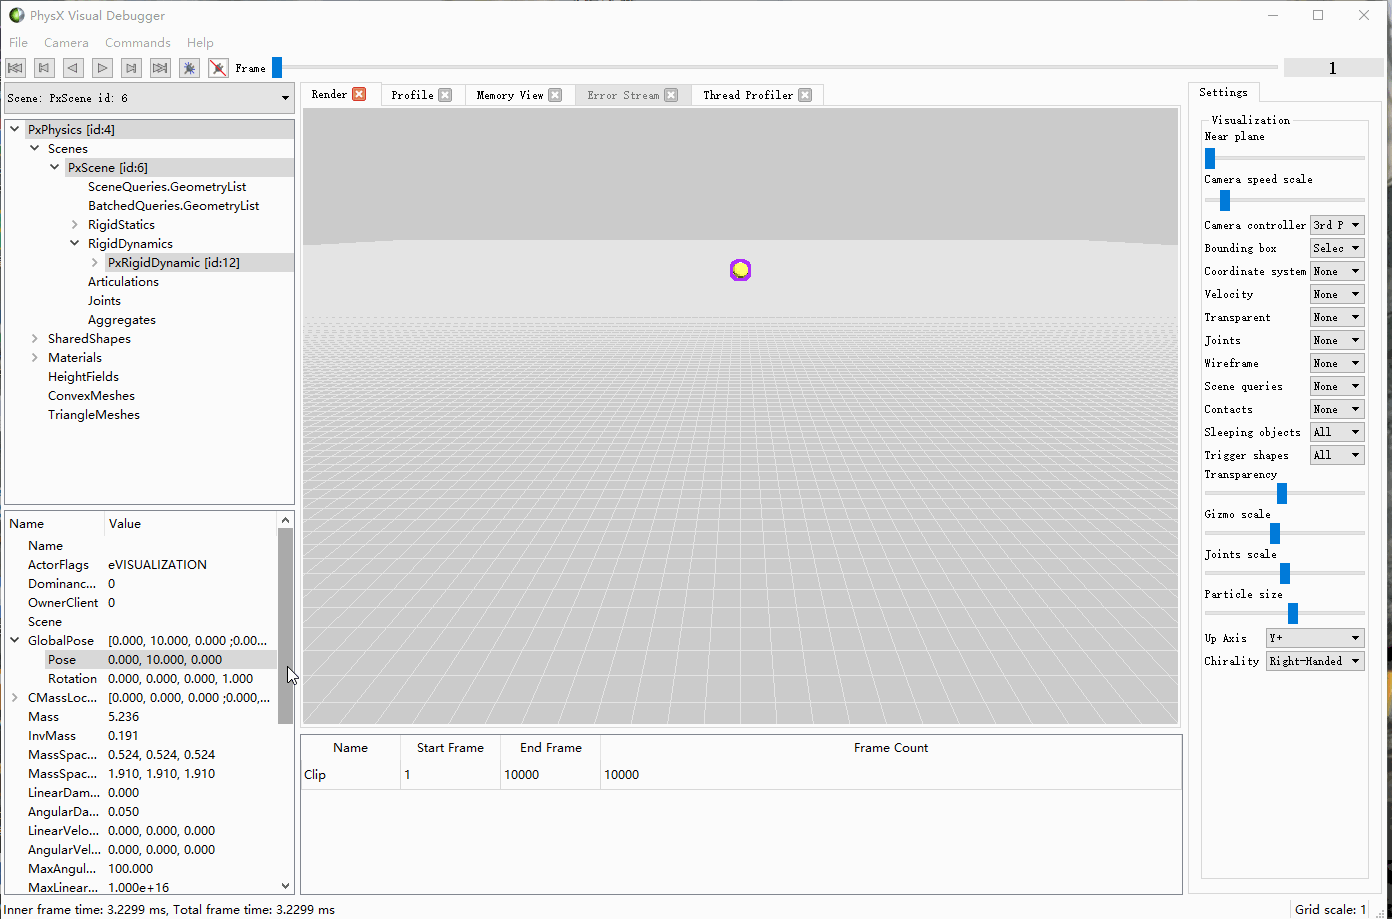 PhysX Visual Debugger
File Camera Commands Help
Frame 1
Scene: PxScene id: 6
PxPhysics [id:4]
Scenes
PxScene [id:6]
SceneQueries.GeometryList
BatchedQueries.GeometryList
RigidStatics
RigidDynamics
PxRigidDynamic [id:12]
Articulations
Joints
Aggregates
SharedShapes
Materials
HeightFields
ConvexMeshes
TriangleMeshes
Name Value
Name
ActorFlags eVISUALIZATION
Dominanc... 0
OwnerClient 0
Scene
GlobalPose [0.000, 10.000, 0.000 ;0.00...
Pose 0.000, 10.000, 0.000
Rotation 0.000, 0.000, 0.000, 1.000
CMassLoc... [0.000, 0.000, 0.000 ;0.000,...
Mass 5.236
InvMass 0.191
MassSpac... 0.524, 0.524, 0.524
MassSpac... 1.910, 1.910, 1.910
LinearDam... 0.000
AngularDa... 0.050
LinearVelo... 0.000, 0.000, 0.000
AngularVel... 0.000, 0.000, 0.000
MaxAngul... 100.000
MaxLinear... 1.000e+16
Render Profile Memory View Error Stream Thread Profiler
Name Start Frame End Frame Frame Count
Clip 1 10000 10000
Settings
Visualization
Near plane
Camera speed scale
Camera controller 3rd P
Bounding box Selec
Coordinate system None
Velocity None
Transparent None
Joints None
Wireframe None
Scene queries None
Contacts None
Sleeping objects All
Trigger shapes All
Transparency
Gizmo scale
Joints scale
Particle size
Up Axis Y+
Chirality Right-Handed
Inner frame time: 3.2299 ms, Total frame time: 3.2299 ms
Grid scale: 1